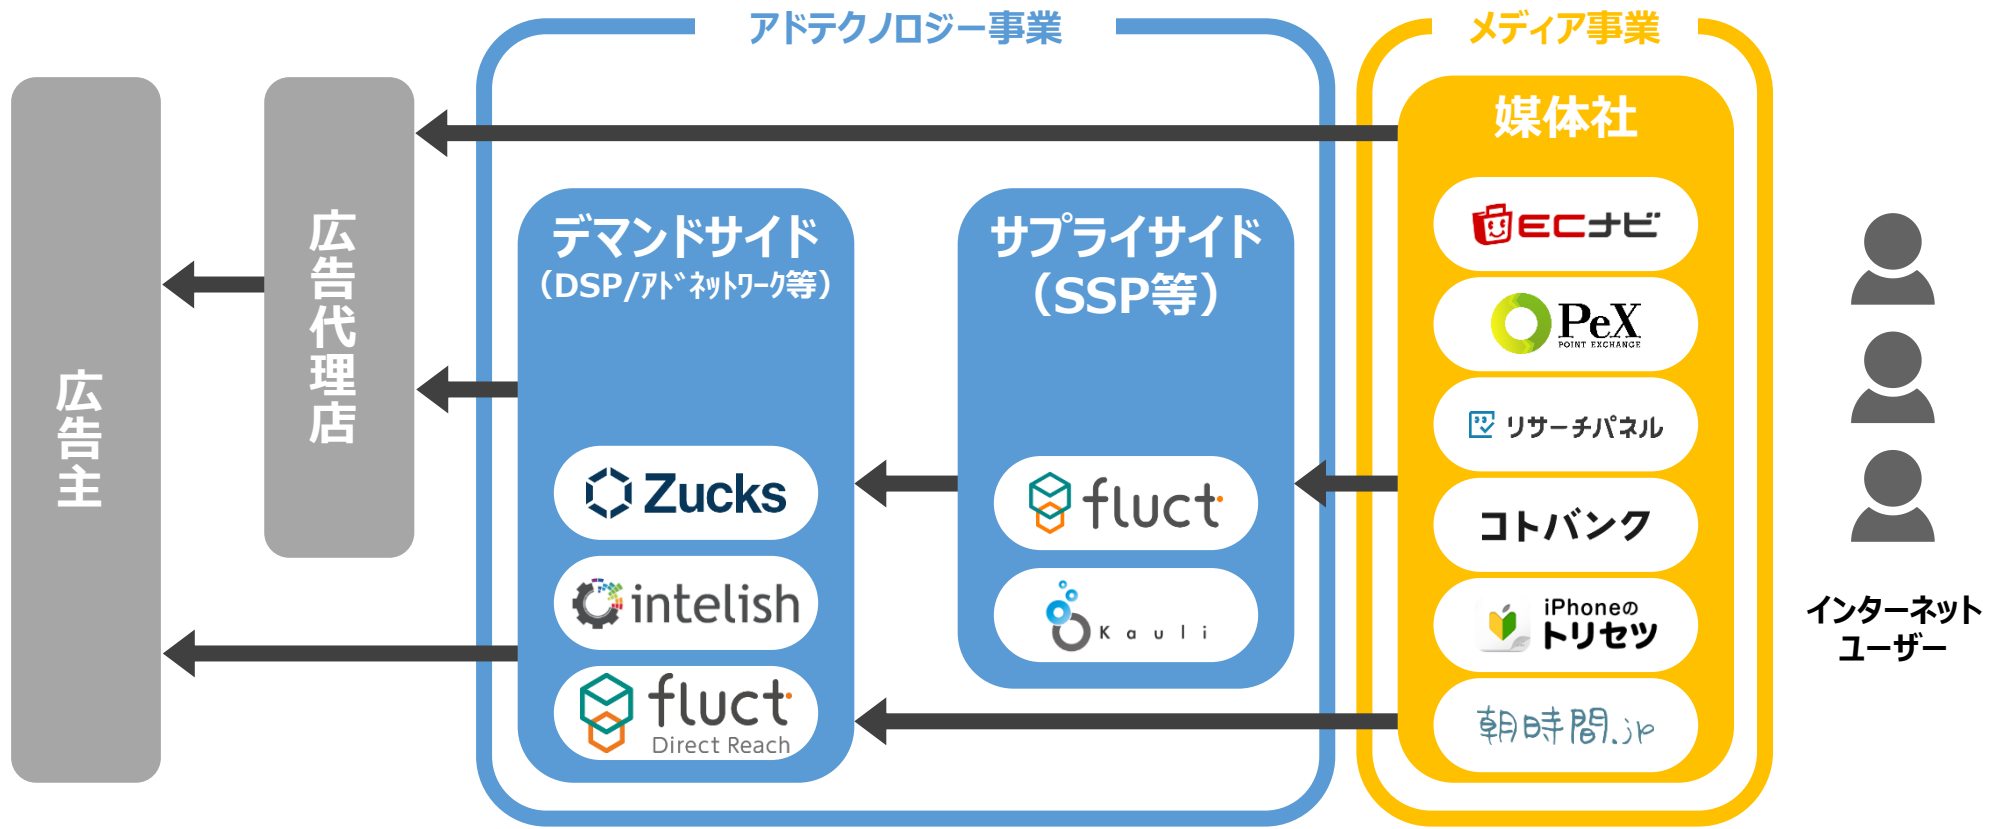 アドテクノロジー事業
メディア事業
広告主
広告代理店
デマンドサイド
（DSP/ｱﾄﾞﾈｯﾄﾜｰｸ等）
Zucks
intelish
fluct
Direct Reach
サプライサイド
（SSP等）
fluct
Kauli
媒体社
ECナビ
PeX
POINT EXCHANGE
リサーチパネル
コトバンク
iPhoneの
トリセツ
朝時間.jp
インターネット
ユーザー